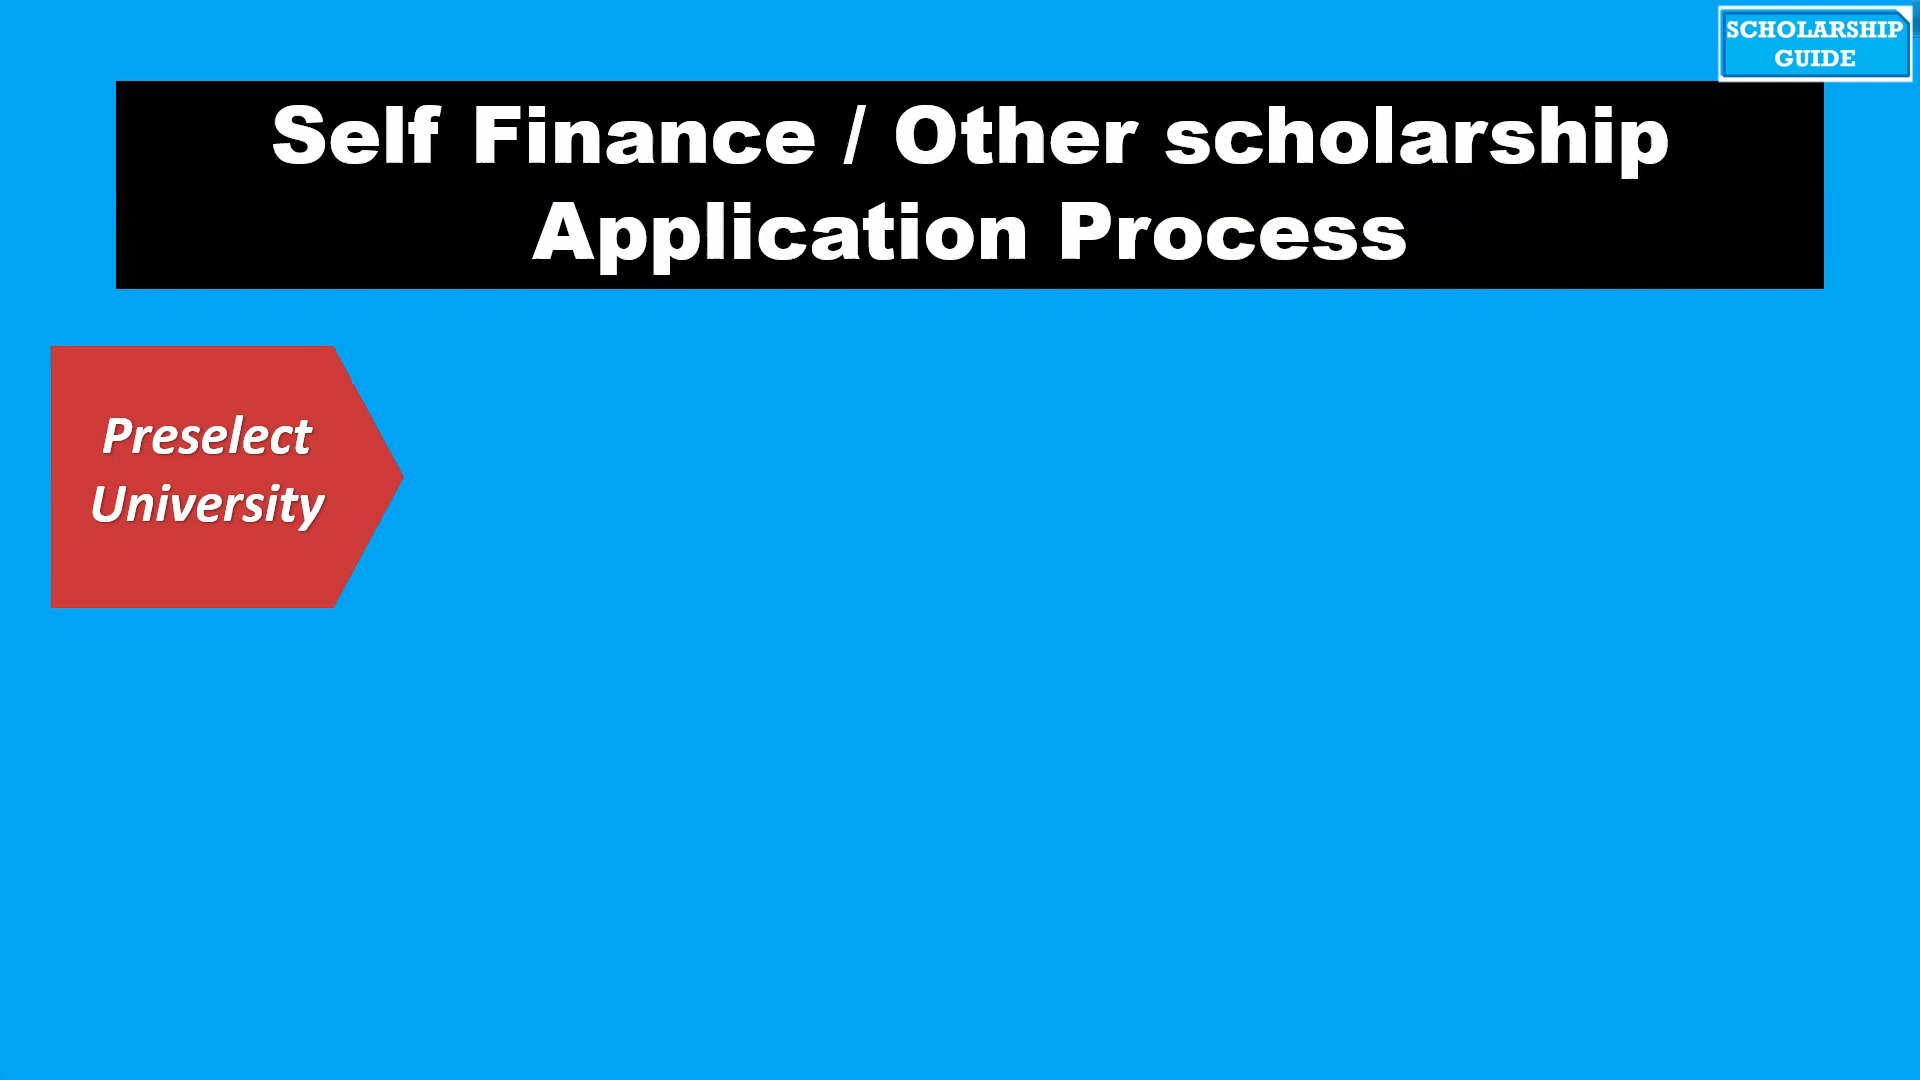 SCHOLARSHIP
GUIDE
Self Finance / Other scholarship
Application Process
Preselect
University